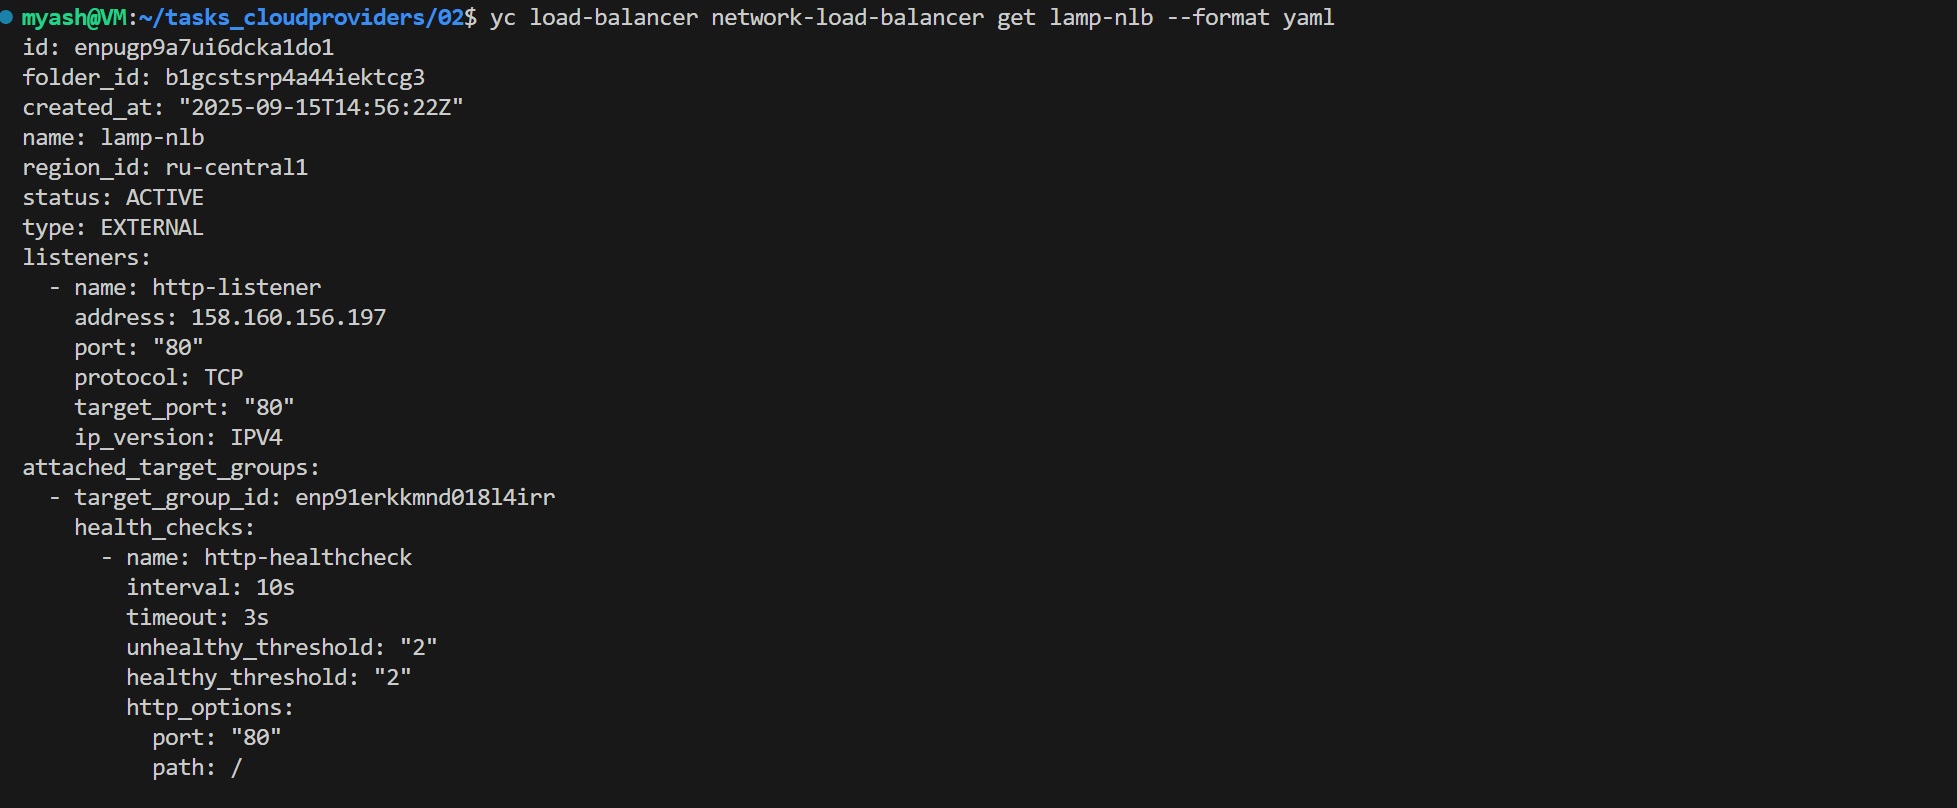 myash@VM:~/tasks_cloudproviders/02$ yc load-balancer network-load-balancer get lamp-nlb --format yaml
id: enpugp9a7ui6dcka1do1
folder_id: b1gcstsrp4a44iektcg3
created_at: "2025-09-15T14:56:22Z"
name: lamp-nlb
region_id: ru-central1
status: ACTIVE
type: EXTERNAL
listeners:
  - name: http-listener
    address: 158.160.156.197
    port: "80"
    protocol: TCP
    target_port: "80"
    ip_version: IPV4
attached_target_groups:
  - target_group_id: enp91erkkmnd018l4irr
    health_checks:
      - name: http-healthcheck
        interval: 10s
        timeout: 3s
        unhealthy_threshold: "2"
        healthy_threshold: "2"
        http_options:
          port: "80"
          path: /